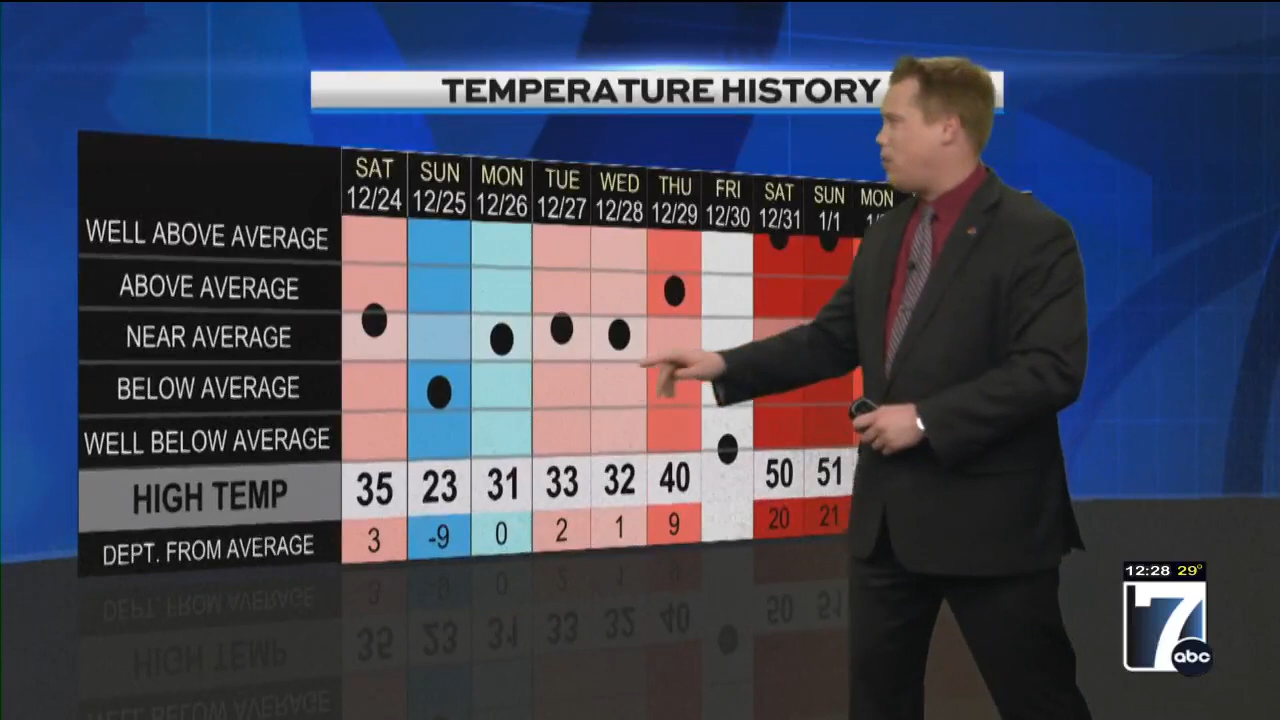 TEMPERATURE HISTORY
SAT SUN MON TUE WED THU FRI SAT SUN MON
12/24 12/25 12/26 12/27 12/28 12/29 12/30 12/31 1/1
WELL ABOVE AVERAGE
ABOVE AVERAGE
NEAR AVERAGE
BELOW AVERAGE
WELL BELOW AVERAGE
HIGH TEMP 35 23 31 33 32 40 50 51
DEPT. FROM AVERAGE 3 -9 0 2 1 9 20 21
12:28 29°
7
abc